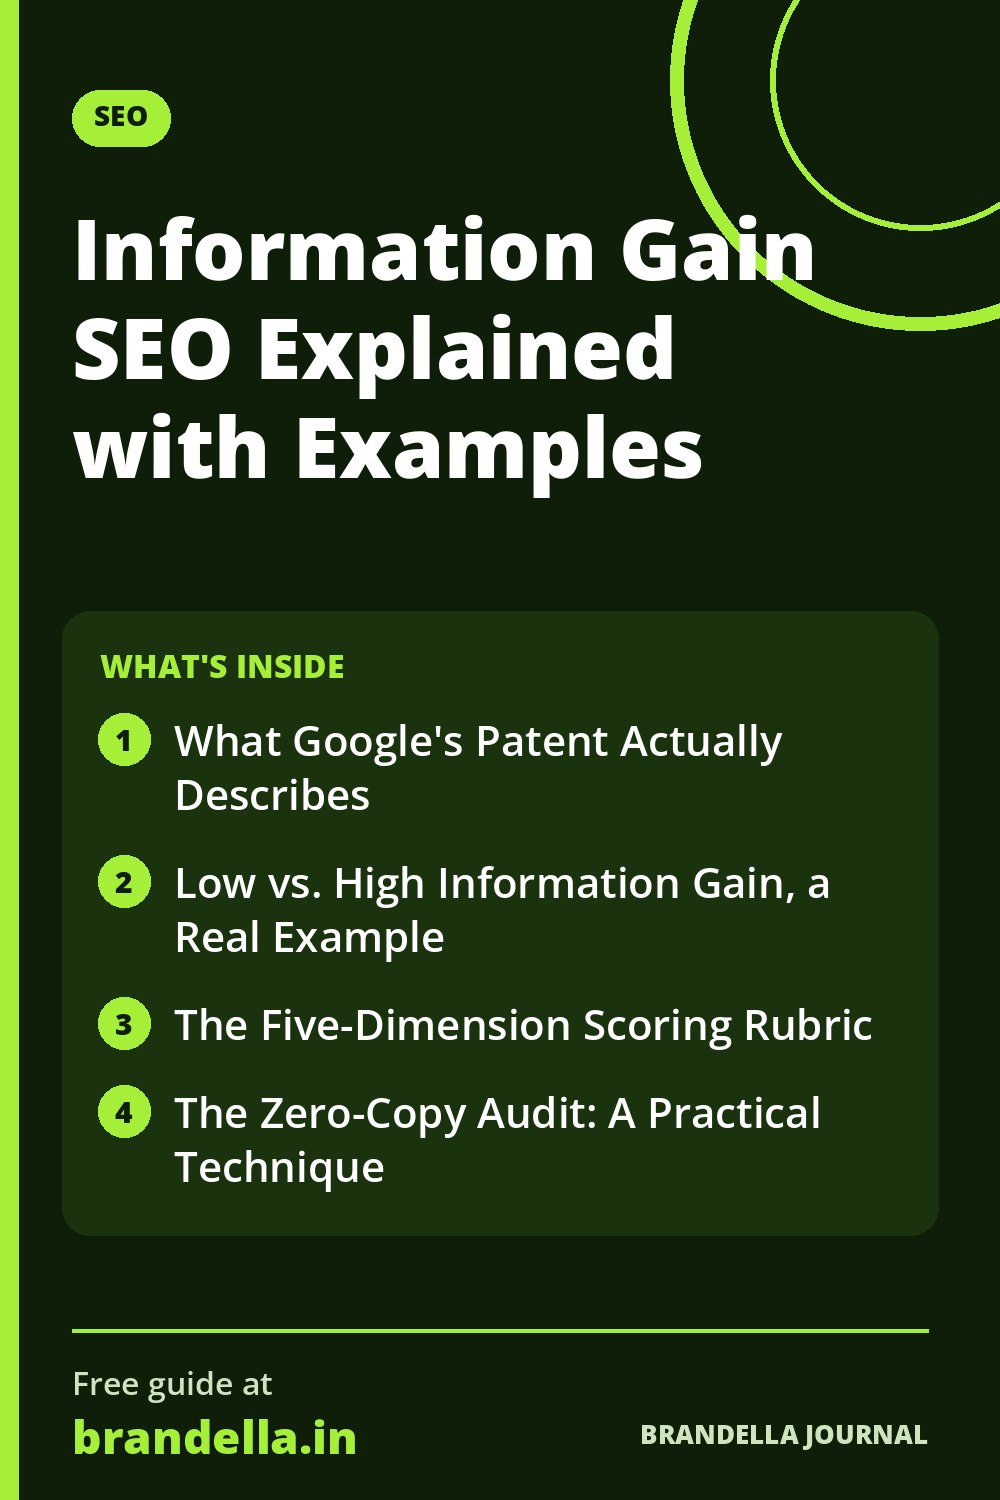 SEO
Information Gain
SEO Explained
with Examples
WHAT'S INSIDE
1 What Google's Patent Actually
Describes
2 Low vs. High Information Gain, a
Real Example
3 The Five-Dimension Scoring Rubric
4 The Zero-Copy Audit: A Practical
Technique
Free guide at
brandella.in
BRANDELLA JOURNAL